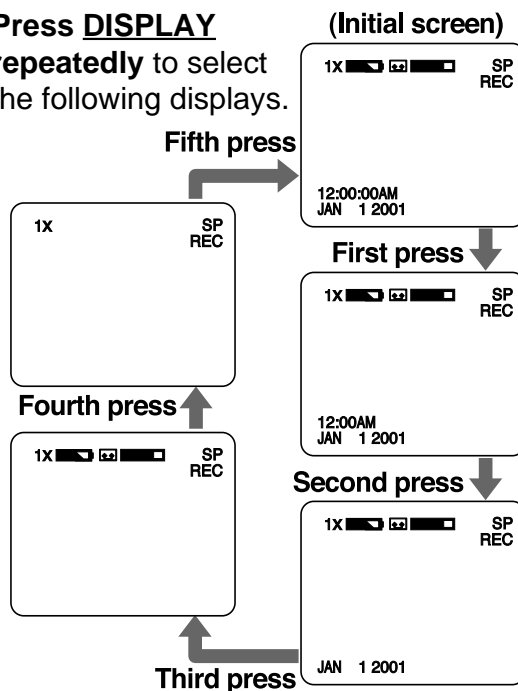 Press DISPLAY
repeatedly to select
the following displays.
(Initial screen)
1X SP
REC
12:00:00AM
JAN 1 2001
First press
1X SP
REC
12:00AM
JAN 1 2001
Second press
1X SP
REC
JAN 1 2001
Third press
1X SP
REC
Fourth press
1X SP
REC
Fifth press